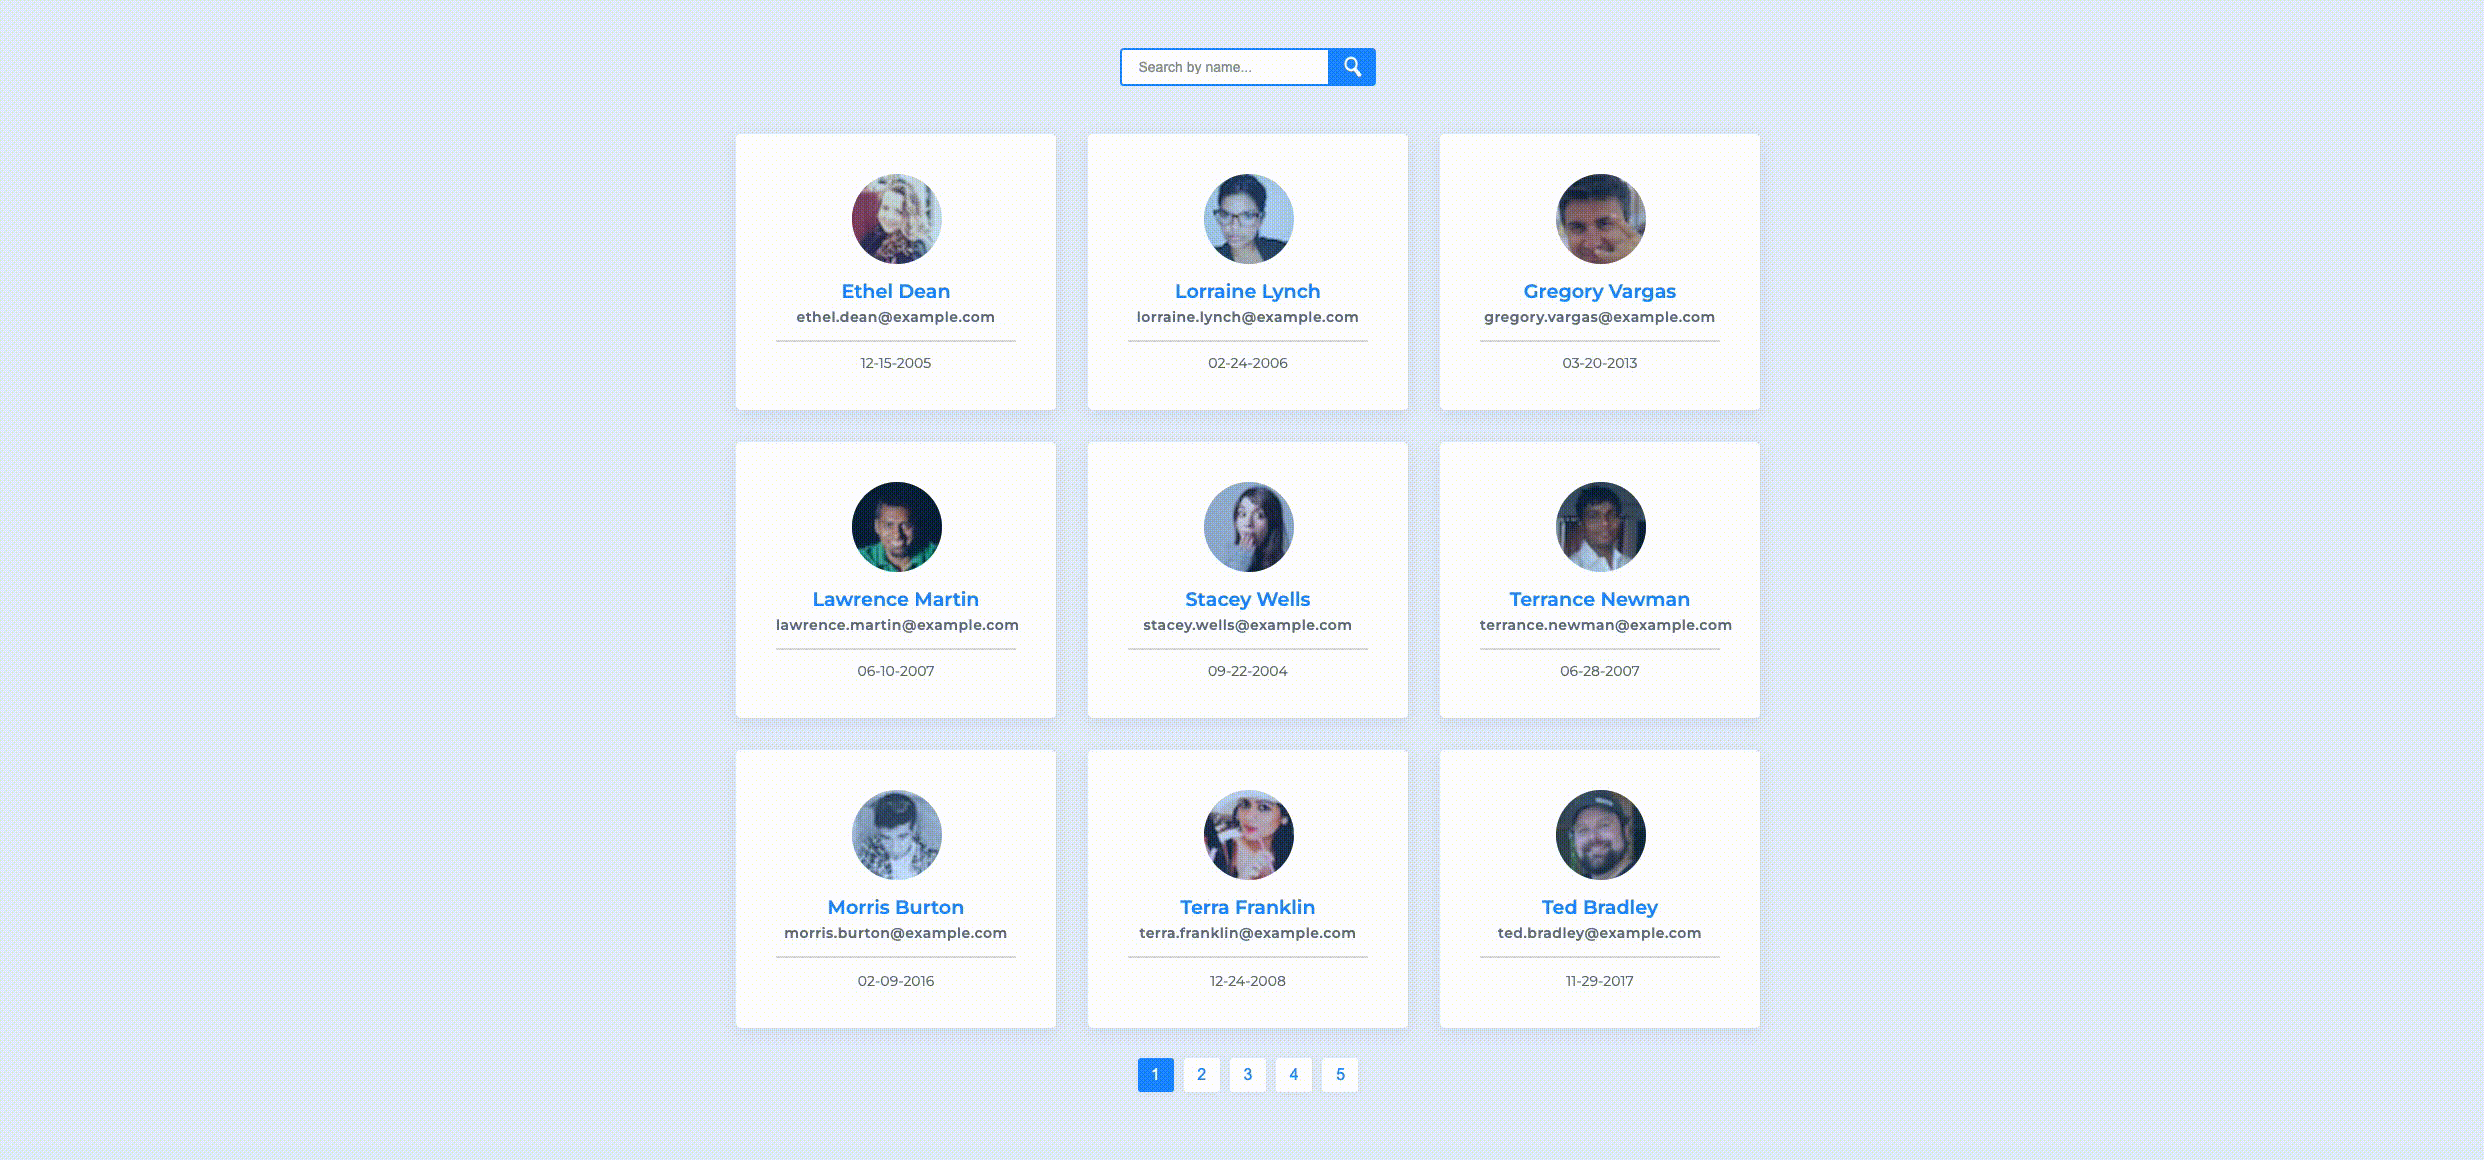 Search by name...
Ethel Dean
ethel.dean@example.com
12-15-2005
Lorraine Lynch
lorraine.lynch@example.com
02-24-2006
Gregory Vargas
gregory.vargas@example.com
03-20-2013
Lawrence Martin
lawrence.martin@example.com
06-10-2007
Stacey Wells
stacey.wells@example.com
09-22-2004
Terrance Newman
terrance.newman@example.com
06-28-2007
Morris Burton
morris.burton@example.com
02-09-2016
Terra Franklin
terra.franklin@example.com
12-24-2008
Ted Bradley
ted.bradley@example.com
11-29-2017
1 2 3 4 5